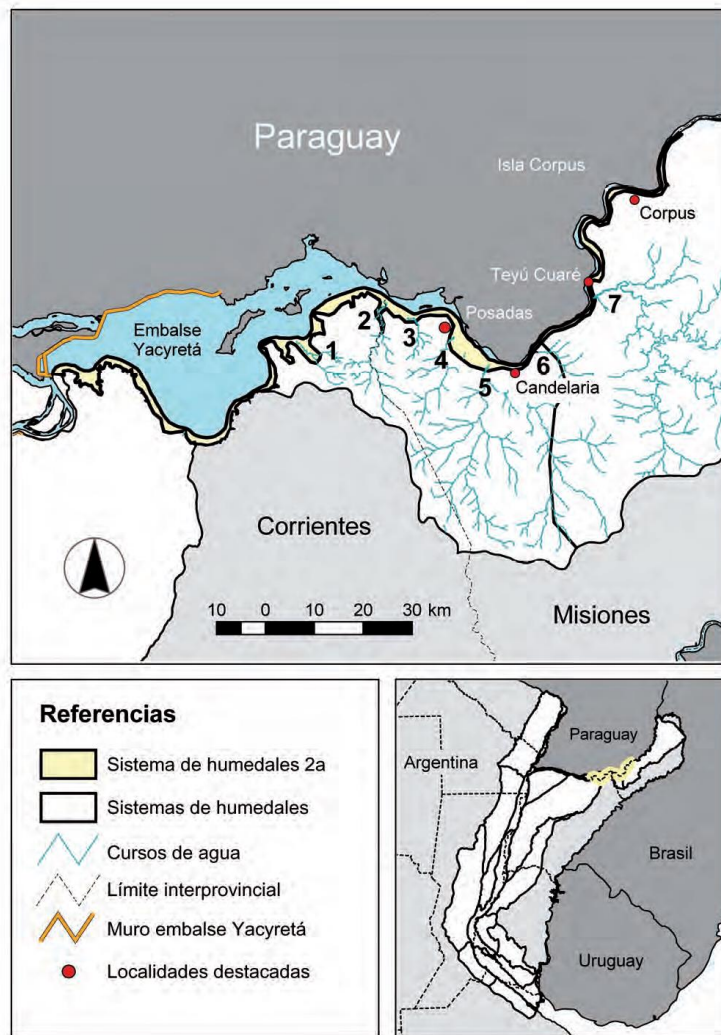 Paraguay
Isla Corpus
Corpus
Teyú Cuaré
7
Embalse
Yacyretá
Posadas
1
2
3
4
5
6
Candelaria
Corrientes
Misiones
10 0 10 20 30 km
Referencias
Sistema de humedales 2a
Sistemas de humedales
Cursos de agua
Límite interprovincial
Muro embalse Yacyretá
Localidades destacadas
Paraguay
Argentina
Brasil
Uruguay